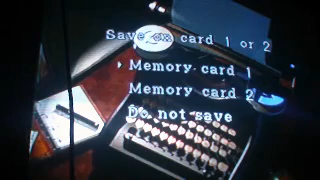 Save on card 1 or 2
Memory card 1
Memory card 2
Do not save